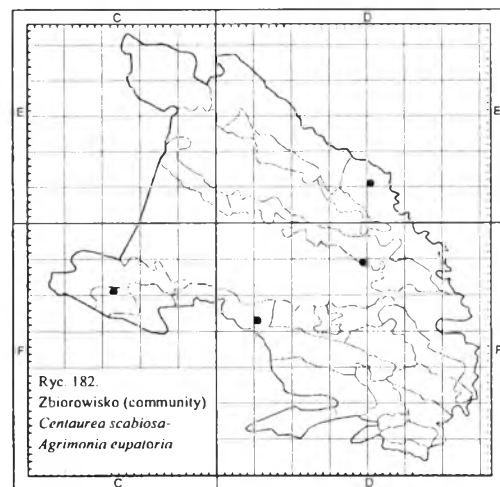 C D
E E
F F
Ryc. 182.
Zbiorowisko (community)
Centaurea scabiosa-
Agrimonia eupatoria
C D